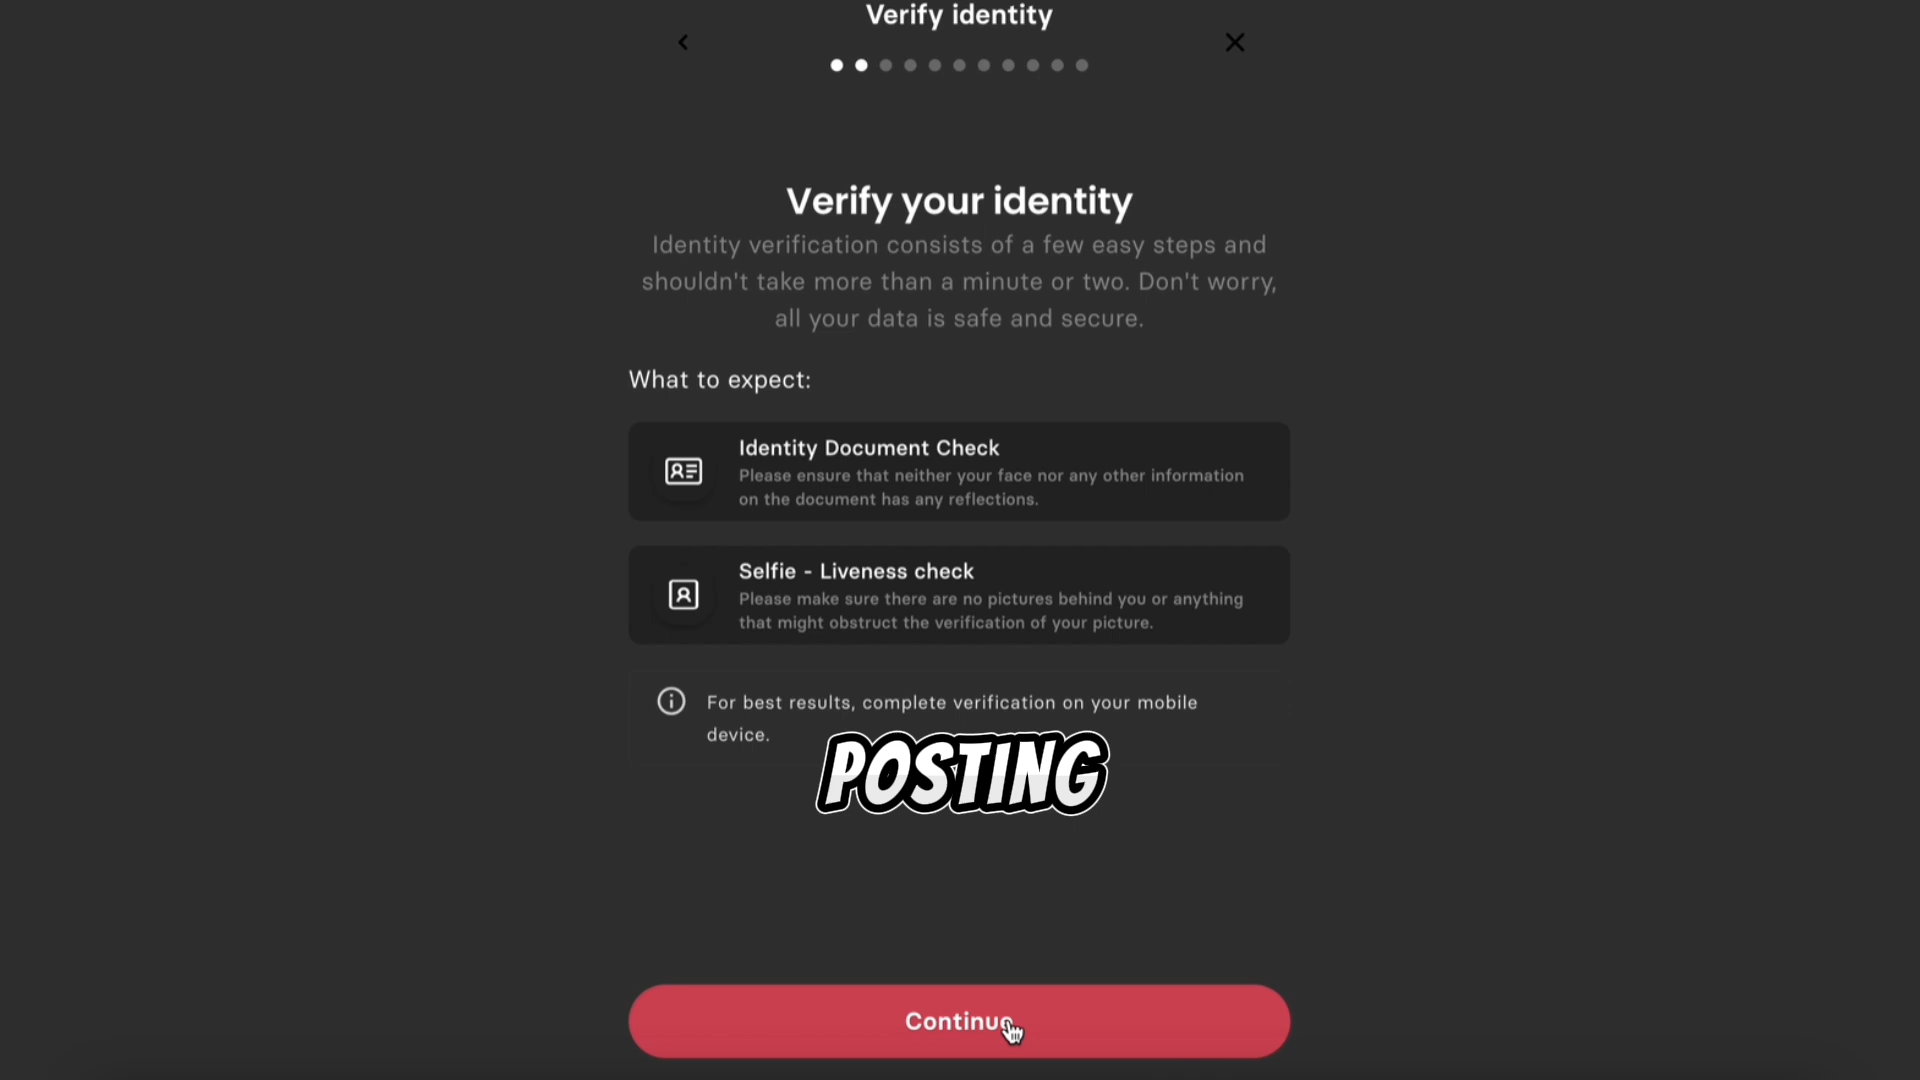 Verify identity
Verify your identity
Identity verification consists of a few easy steps and
shouldn't take more than a minute or two. Don't worry,
all your data is safe and secure.
What to expect:
Identity Document Check
Please ensure that neither your face nor any other information
on the document has any reflections.
Selfie - Liveness check
Please make sure there are no pictures behind you or anything
that might obstruct the verification of your picture.
For best results, complete verification on your mobile
device.
POSTING
Continue